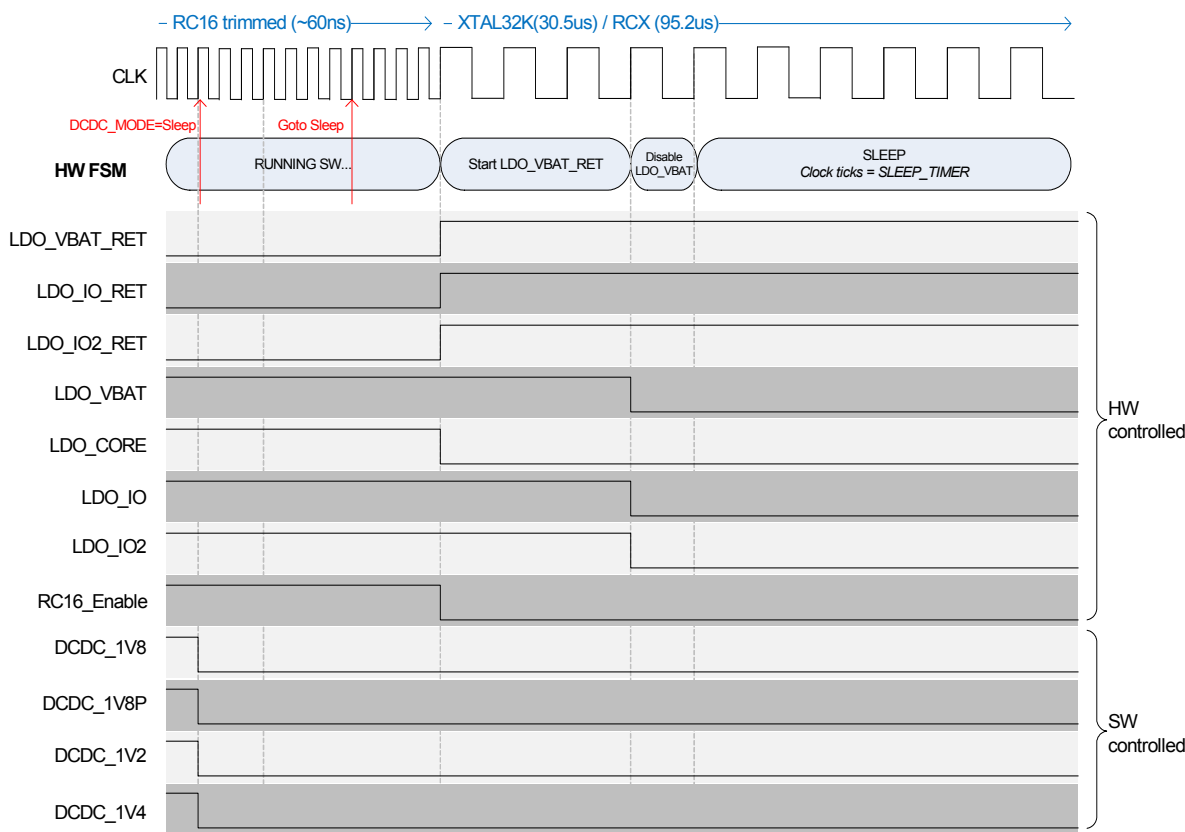 RC16 trimmed (~60ns)
XTAL32K(30.5us) / RCX (95.2us)
CLK
DCDC_MODE=Sleep
Goto Sleep
HW FSM
RUNNING SW...
Start LDO_VBAT_RET
Disable
LDO_VBAT
SLEEP
Clock ticks = SLEEP_TIMER
LDO_VBAT_RET
LDO_IO_RET
LDO_IO2_RET
LDO_VBAT
HW
controlled
LDO_CORE
LDO_IO
LDO_IO2
RC16_Enable
DCDC_1V8
DCDC_1V8P
SW
controlled
DCDC_1V2
DCDC_1V4